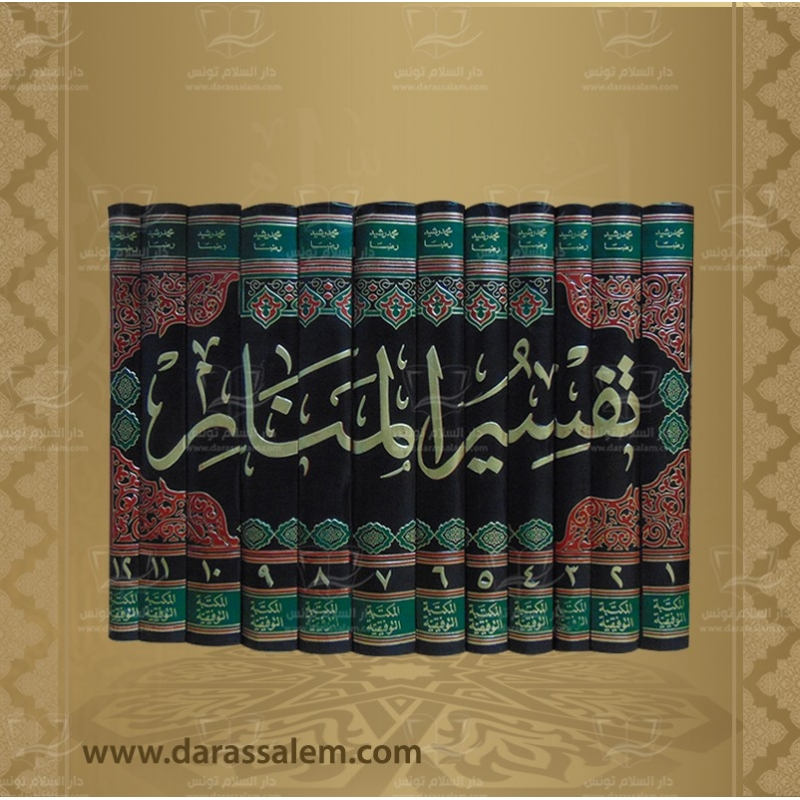 دار السلام تونس
www.darassalem.com
محمد رشيد
رضا
تفسير المنار
١ ٢ ٣ ٤ ٥ ٦ ٧ ٨ ٩ ١٠ ١١ ١٢
المكتبة
التوفيقية
www.darassalem.com